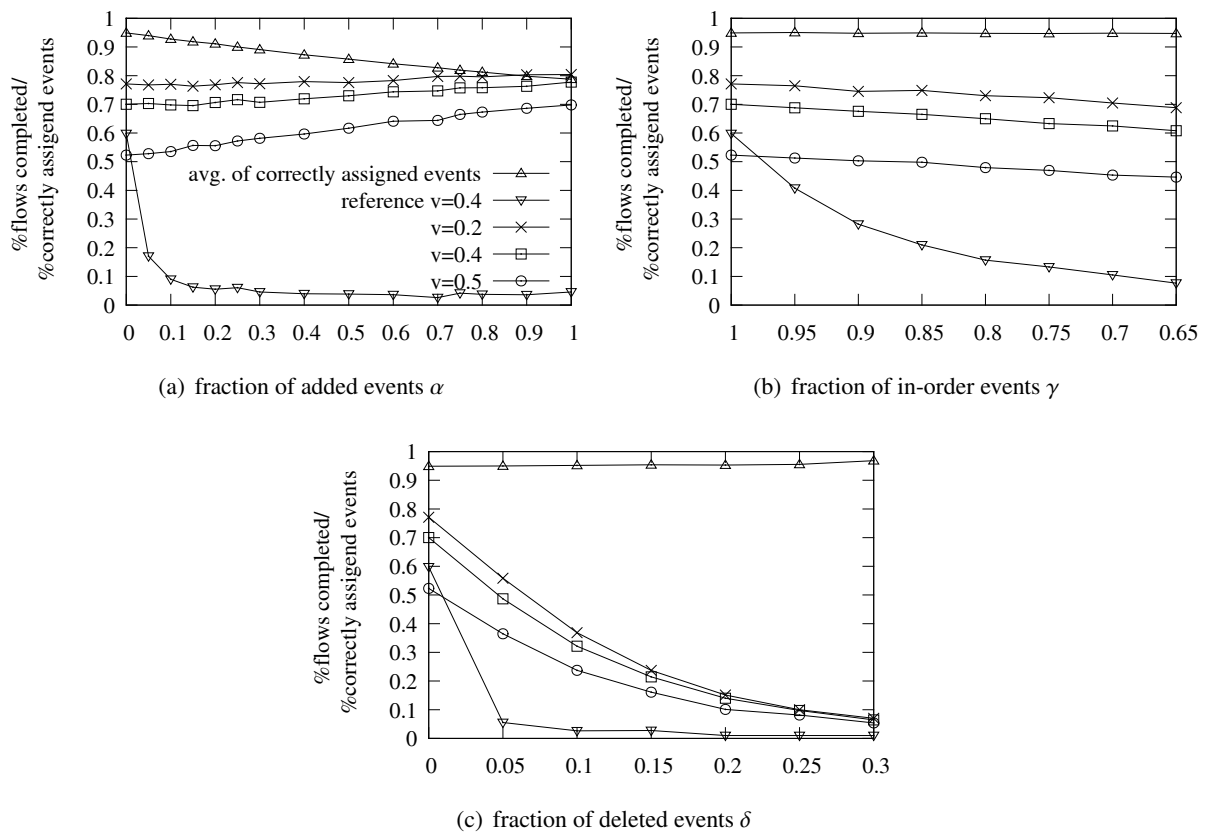 %flows completed/
%correctly assigend events
1
0.9
0.8
0.7
0.6
0.5
0.4
0.3
0.2
0.1
0
avg. of correctly assigned events
reference v=0.4
v=0.2
v=0.4
v=0.5
0 0.1 0.2 0.3 0.4 0.5 0.6 0.7 0.8 0.9 1
(a) fraction of added events α
%flows completed/
%correctly assigend events
1
0.9
0.8
0.7
0.6
0.5
0.4
0.3
0.2
0.1
0
1 0.95 0.9 0.85 0.8 0.75 0.7 0.65
(b) fraction of in-order events γ
%flows completed/
%correctly assigend events
1
0.9
0.8
0.7
0.6
0.5
0.4
0.3
0.2
0.1
0
0 0.05 0.1 0.15 0.2 0.25 0.3
(c) fraction of deleted events δ